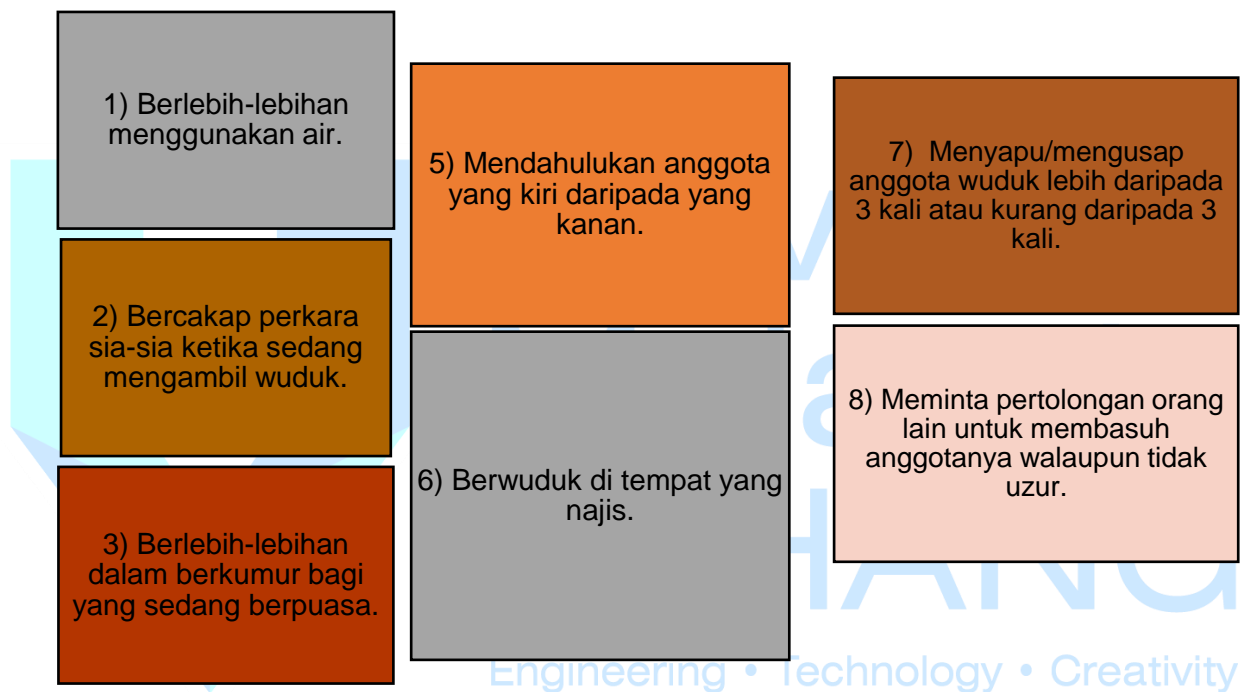 1) Berlebih-lebihan
menggunakan air.
2) Bercakap perkara
sia-sia ketika sedang
mengambil wuduk.
3) Berlebih-lebihan
dalam berkumur bagi
yang sedang berpuasa.
5) Mendahulukan anggota
yang kiri daripada yang
kanan.
6) Berwuduk di tempat yang
najis.
7) Menyapu/mengusap
anggota wuduk lebih daripada
3 kali atau kurang daripada 3
kali.
8) Meminta pertolongan orang
lain untuk membasuh
anggotanya walaupun tidak
uzur.
Engineering • Technology • Creativity